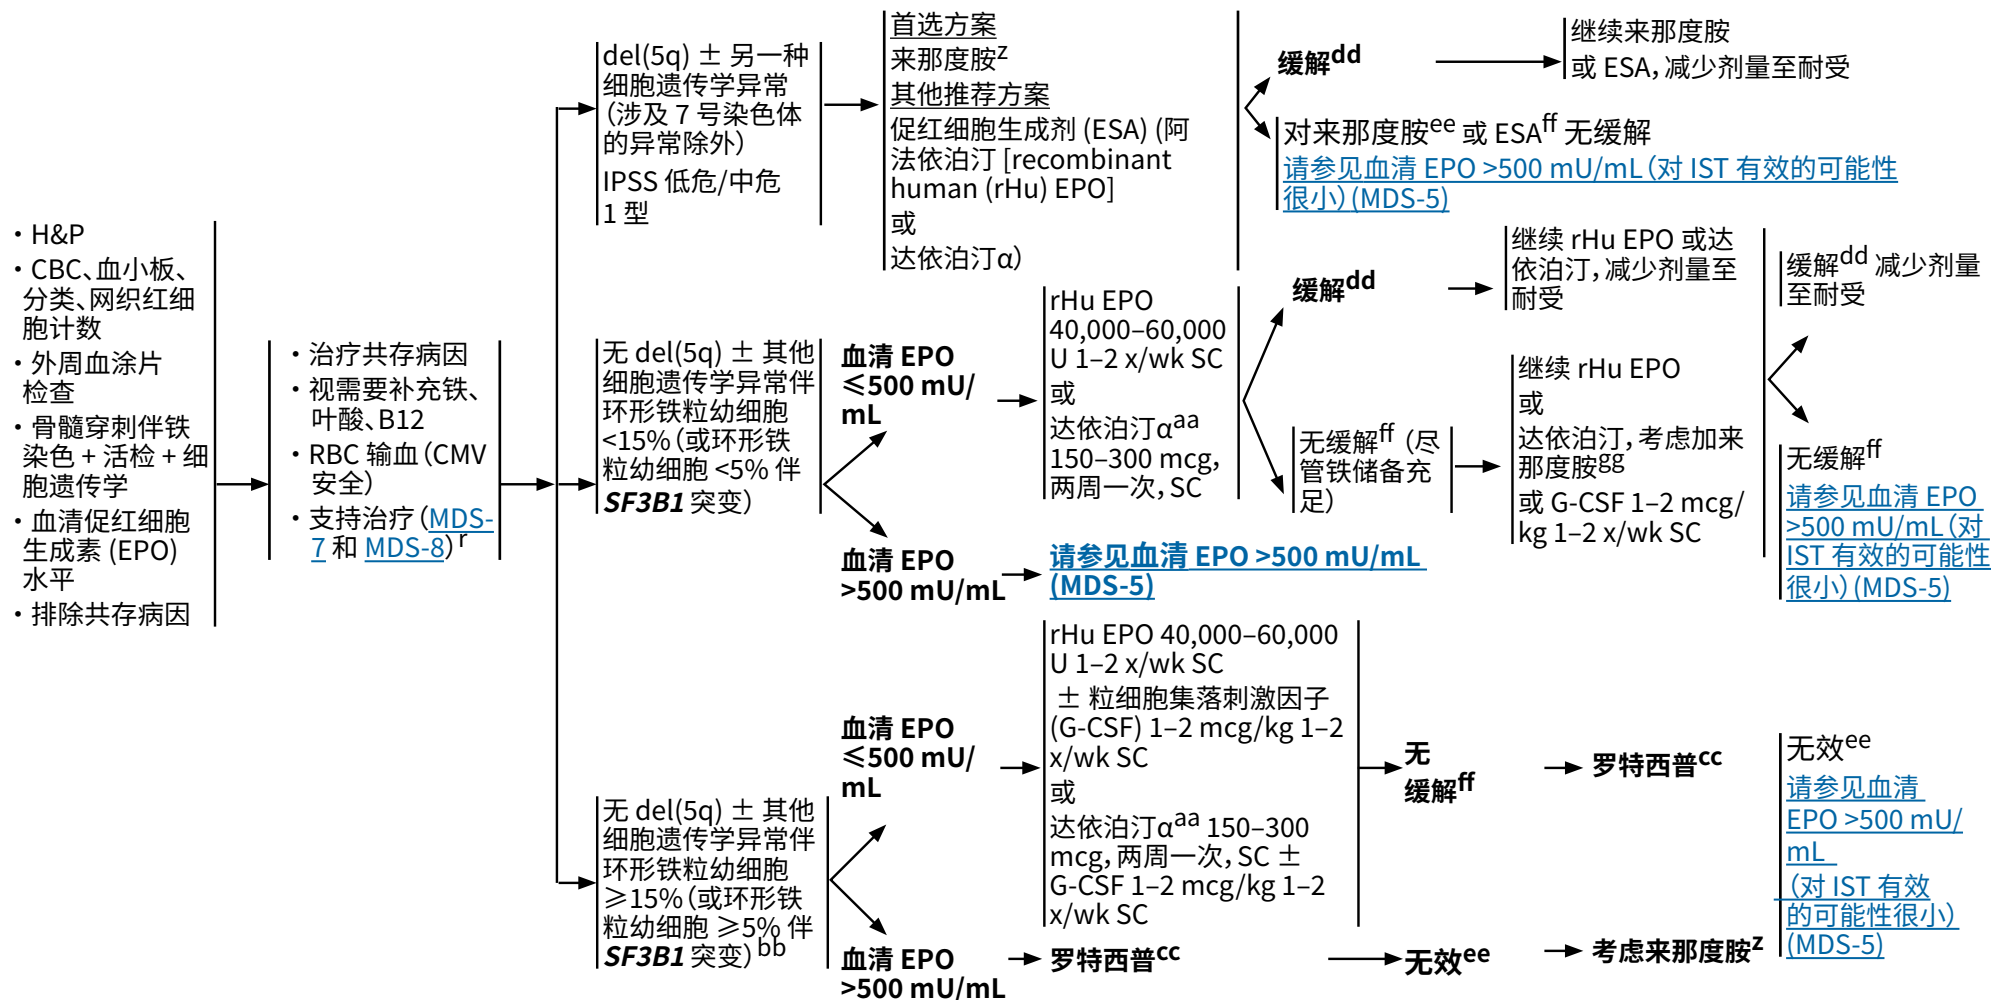 ・H&P
・CBC、血小板、
分类、网织红细
胞计数
・外周血涂片
检查
・骨髓穿刺伴铁
染色 + 活检 + 细
胞遗传学
・血清促红细胞
生成素 (EPO)
水平
・排除共存病因
・治疗共存病因
・视需要补充铁、
叶酸、B12
・RBC 输血（CMV
安全）
・支持治疗（MDS-
7 和 MDS-8）r
del(5q) ± 另一种
细胞遗传学异常
（涉及 7 号染色体
的异常除外）
IPSS 低危/中危
1 型
首选方案
来那度胺z
其他推荐方案
促红细胞生成剂 (ESA) (阿
法依泊汀 [recombinant
human (rHu) EPO]
或
达依泊汀α）
缓解dd
继续来那度胺
或 ESA，减少剂量至耐受
对来那度胺ee 或 ESAff 无缓解
请参见血清 EPO >500 mU/mL（对 IST 有效的可能性
很小）(MDS-5)
无 del(5q) ± 其他
细胞遗传学异常伴
环形铁粒幼细胞
<15%（或环形铁
粒幼细胞 <5% 伴
SF3B1 突变）
血清 EPO
≤500 mU/
mL
rHu EPO
40,000–60,000
U 1–2 x/wk SC
或
达依泊汀αaa
150–300 mcg，
两周一次，SC
缓解dd
继续 rHu EPO 或达
依泊汀，减少剂量至
耐受
无缓解ff（尽
管铁储备充
足）
继续 rHu EPO
或
达依泊汀，考虑加来
那度胺gg
或 G-CSF 1–2 mcg/
kg 1–2 x/wk SC
缓解dd 减少剂量
至耐受
无缓解ff
请参见血清 EPO
>500 mU/mL（对
IST 有效的可能性
很小）(MDS-5)
血清 EPO
>500 mU/mL
请参见血清 EPO >500 mU/mL
(MDS-5)
无 del(5q) ± 其他
细胞遗传学异常伴
环形铁粒幼细胞
≥15%（或环形铁
粒幼细胞 ≥5% 伴
SF3B1 突变）bb
血清 EPO
≤500 mU/
mL
rHu EPO 40,000–60,000
U 1–2 x/wk SC
± 粒细胞集落刺激因子
(G-CSF) 1–2 mcg/kg 1–2
x/wk SC
或
达依泊汀αaa 150–300
mcg，两周一次，SC ±
G-CSF 1–2 mcg/kg 1–2
x/wk SC
无
缓解ff
罗特西普cc
血清 EPO
>500 mU/mL
罗特西普cc
无效ee
考虑来那度胺z
无效ee
请参见血清
EPO >500 mU/
mL
（对 IST 有效
的可能性很小）
(MDS-5)